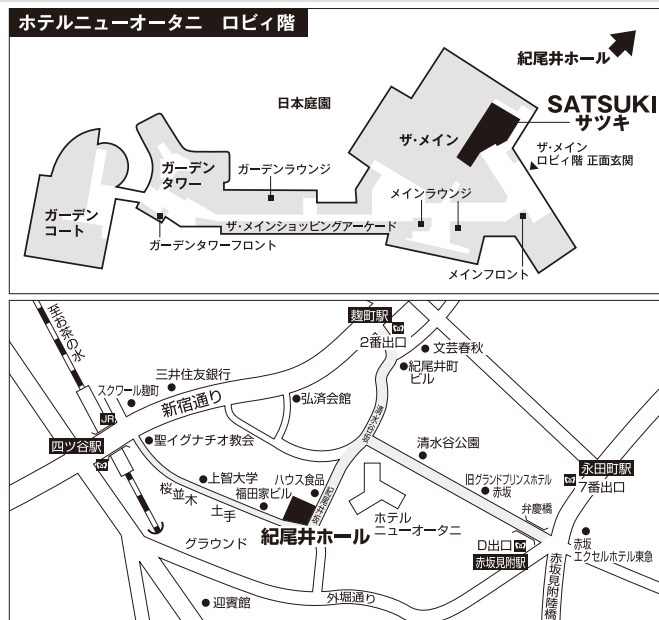 ホテルニューオータニ ロビィ階
紀尾井ホール
日本庭園
SATSUKI
サツキ
ザ・メイン
ザ・メイン
ロビィ階 正面玄関
ガーデン
タワー
ガーデンラウンジ
メインラウンジ
ガーデン
コート
ザ・メインショッピングアーケード
ガーデンタワーフロント
メインフロント
至お茶の水
麹町駅
2番出口
文芸春秋
三井住友銀行
紀尾井町
ビル
スクワール麹町
新宿通り
弘済会館
清水谷坂
JR
四ツ谷駅
聖イグナチオ教会
清水谷公園
永田町駅
7番出口
上智大学
ハウス食品
旧グランドプリンスホテル
赤坂
桜並木
福田家ビル
土手
紀尾井坂
弁慶橋
ホテル
ニューオータニ
紀尾井ホール
グラウンド
D出口
赤坂見附駅
赤坂
エクセルホテル東急
外堀通り
迎賓館
赤坂見附陸橋